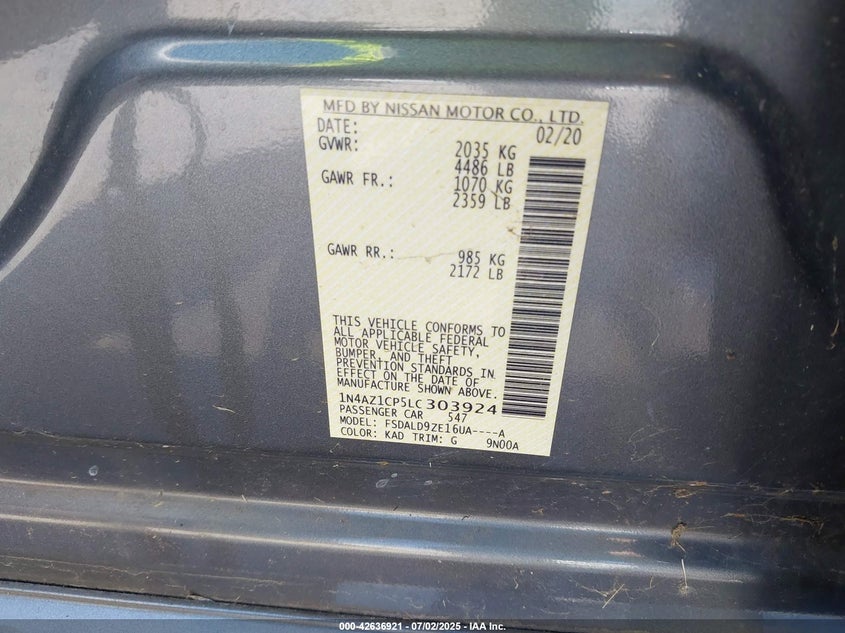 MFD BY NISSAN MOTOR CO., LTD.
DATE: 02/20
GVWR: 2035 KG
4486 LB
GAWR FR.: 1070 KG
2359 LB
GAWR RR.: 985 KG
2172 LB
THIS VEHICLE CONFORMS TO
ALL APPLICABLE FEDERAL
MOTOR VEHICLE SAFETY,
BUMPER, AND THEFT
PREVENTION STANDARDS IN
EFFECT ON THE DATE OF
MANUFACTURE SHOWN ABOVE.
1N4AZ1CP5LC303924
PASSENGER CAR 547
MODEL: FSDALD9ZE16UA----A
COLOR: KAD TRIM: G 9N00A
000-42636921 - 07/02/2025 - IAA Inc.